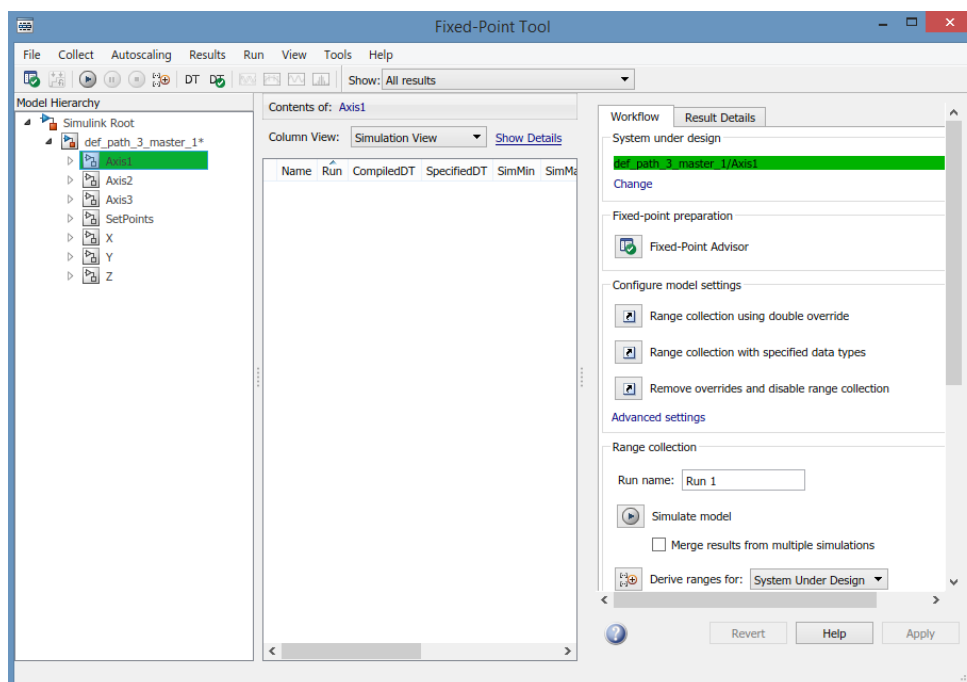 Fixed-Point Tool
File Collect Autoscaling Results Run View Tools Help
DT DT Show: All results
Model Hierarchy
Simulink Root
def_path_3_master_1*
Axis1
Axis2
Axis3
SetPoints
X
Y
Z
Contents of: Axis1
Column View: Simulation View Show Details
Name Run CompiledDT SpecifiedDT SimMin SimMa
Workflow Result Details
System under design
def_path_3_master_1/Axis1
Change
Fixed-point preparation
Fixed-Point Advisor
Configure model settings
Range collection using double override
Range collection with specified data types
Remove overrides and disable range collection
Advanced settings
Range collection
Run name: Run 1
Simulate model
Merge results from multiple simulations
Derive ranges for: System Under Design
Revert Help Apply